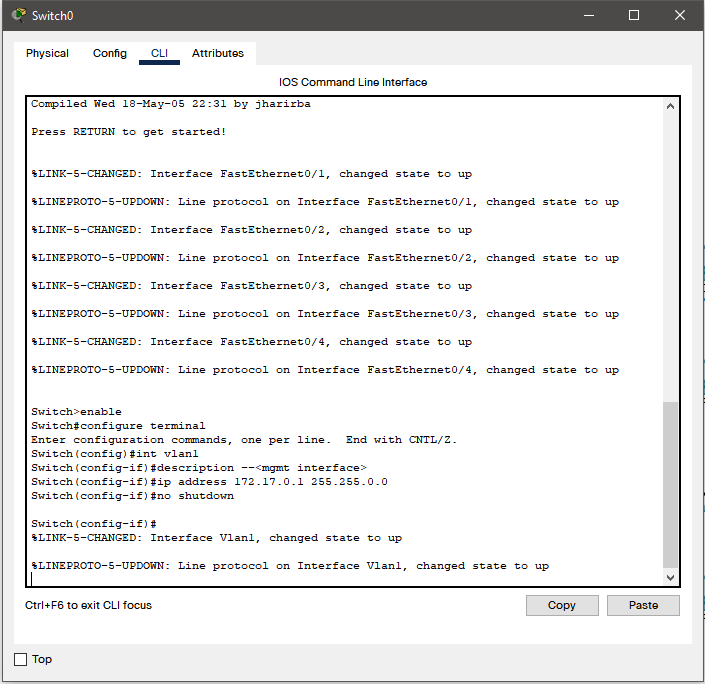 Switch0
Physical Config CLI Attributes
IOS Command Line Interface
Compiled Wed 18-May-05 22:31 by jharirba
Press RETURN to get started!
%LINK-5-CHANGED: Interface FastEthernet0/1, changed state to up
%LINEPROTO-5-UPDOWN: Line protocol on Interface FastEthernet0/1, changed state to up
%LINK-5-CHANGED: Interface FastEthernet0/2, changed state to up
%LINEPROTO-5-UPDOWN: Line protocol on Interface FastEthernet0/2, changed state to up
%LINK-5-CHANGED: Interface FastEthernet0/3, changed state to up
%LINEPROTO-5-UPDOWN: Line protocol on Interface FastEthernet0/3, changed state to up
%LINK-5-CHANGED: Interface FastEthernet0/4, changed state to up
%LINEPROTO-5-UPDOWN: Line protocol on Interface FastEthernet0/4, changed state to up
Switch>enable
Switch#configure terminal
Enter configuration commands, one per line.  End with CNTL/Z.
Switch(config)#int vlan1
Switch(config-if)#description --<mgmt interface>
Switch(config-if)#ip address 172.17.0.1 255.255.0.0
Switch(config-if)#no shutdown
Switch(config-if)#
%LINK-5-CHANGED: Interface Vlan1, changed state to up
%LINEPROTO-5-UPDOWN: Line protocol on Interface Vlan1, changed state to up
Ctrl+F6 to exit CLI focus Copy Paste
Top